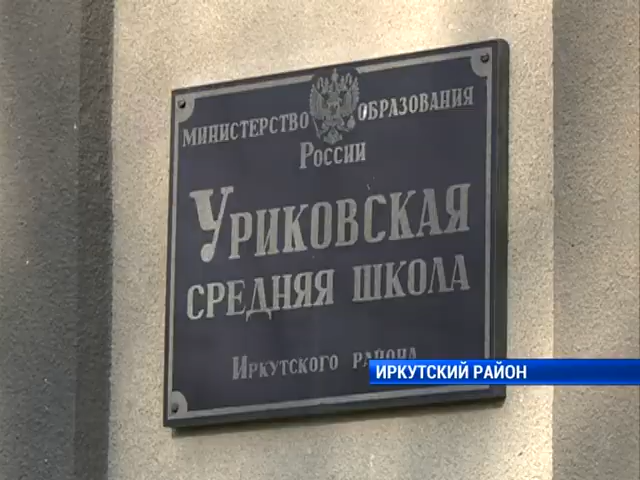 МИНИСТЕРСТВО ОБРАЗОВАНИЯ
РОССИИ
УРИКОВСКАЯ
СРЕДНЯЯ ШКОЛА
ИРКУТСКОГО РАЙОНА
ИРКУТСКИЙ РАЙОН